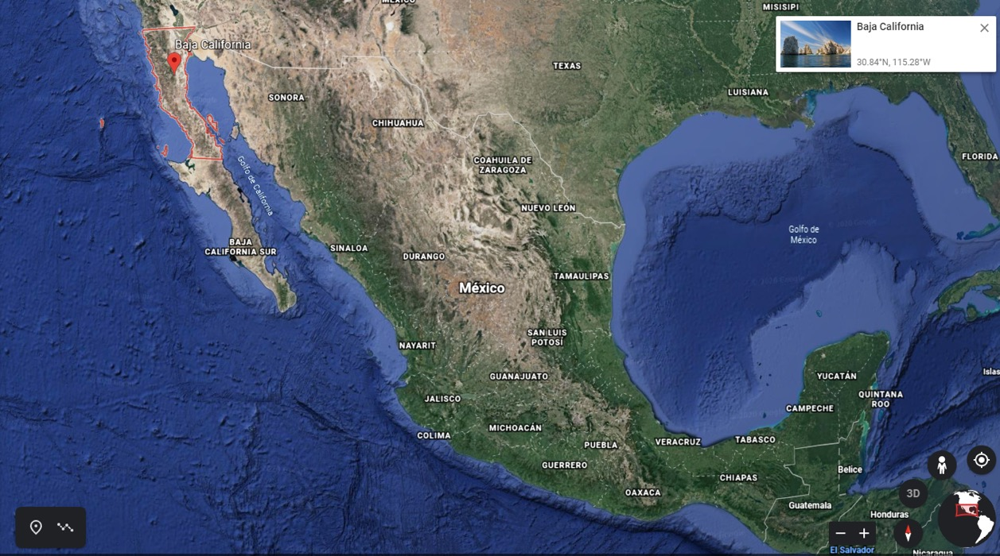 MÉXICO
MISISIPI
Baja California
30.84°N, 115.28°W
Baja California
TEXAS
LUISIANA
SONORA
CHIHUAHUA
COAHUILA DE
ZARAGOZA
FLORIDA
Golfo de California
NUEVO LEÓN
Golfo de
México
BAJA
CALIFORNIA SUR
SINALOA
DURANGO
TAMAULIPAS
México
SAN LUIS
POTOSÍ
NAYARIT
GUANAJUATO
YUCATÁN
Islas
JALISCO
QUINTANA
ROO
CAMPECHE
MICHOACÁN
COLIMA
PUEBLA
VERACRUZ
TABASCO
GUERRERO
Belice
CHIAPAS
OAXACA
3D
Guatemala
Honduras
El Salvador
Nicaragua